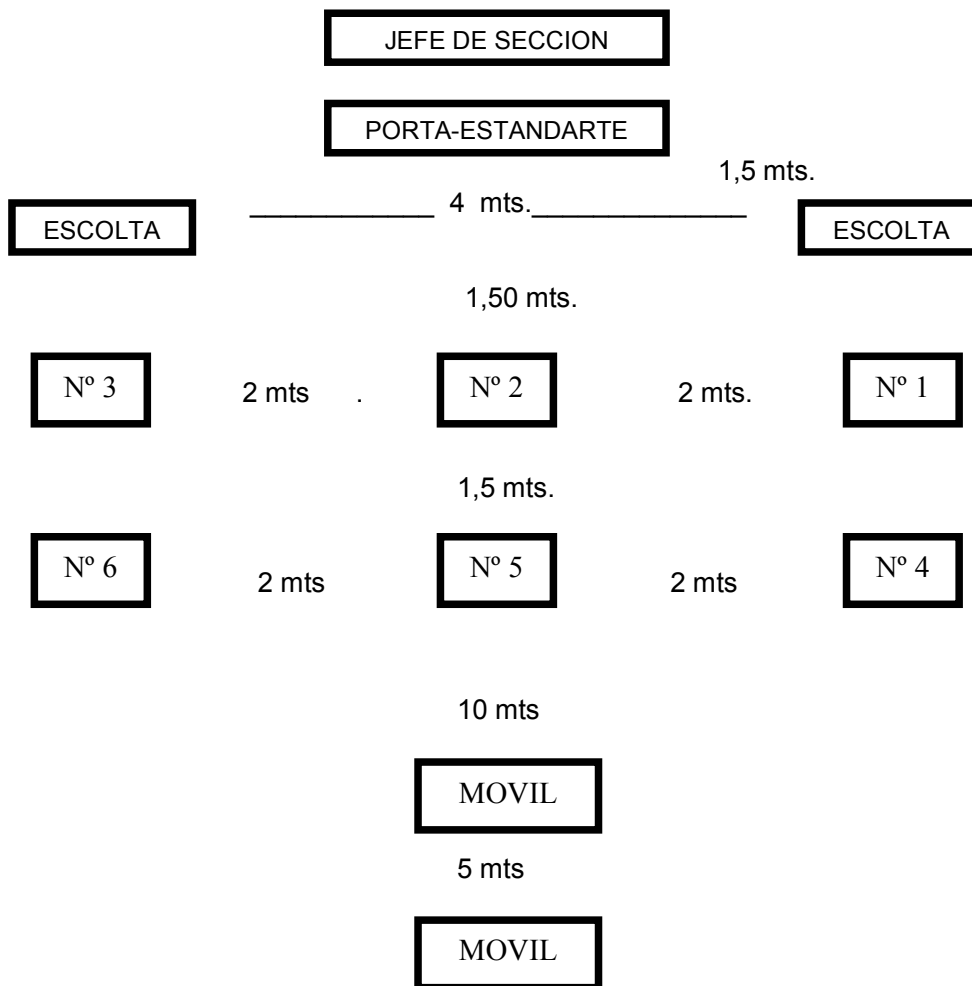 JEFE DE SECCION
PORTA-ESTANDARTE
1,5 mts.
ESCOLTA ____________ 4 mts.______________ ESCOLTA
1,50 mts.
Nº 3 2 mts . Nº 2 2 mts. Nº 1
1,5 mts.
Nº 6 2 mts Nº 5 2 mts Nº 4
10 mts
MOVIL
5 mts
MOVIL